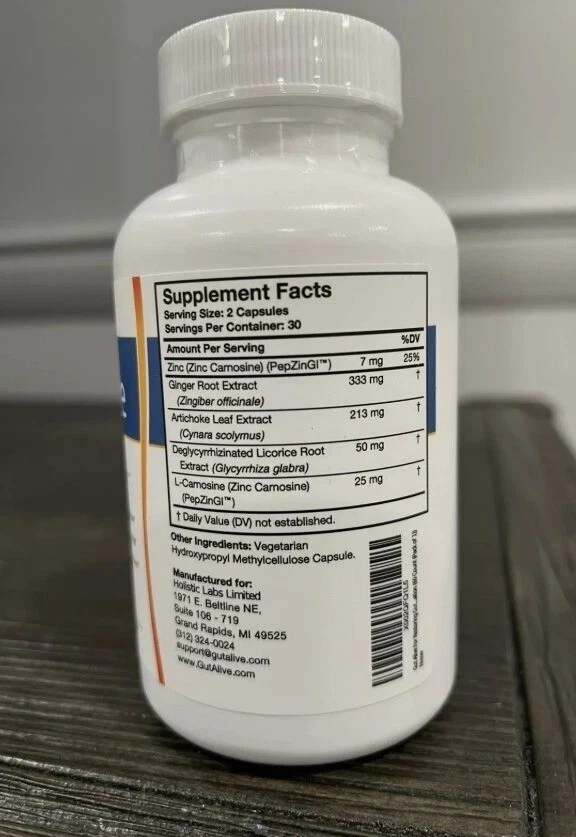 Supplement Facts
Serving Size: 2 Capsules
Servings Per Container: 30
Amount Per Serving %DV
Zinc (Zinc Carnosine) (PepZinGI™) 7 mg 25%
Ginger Root Extract 333 mg †
(Zingiber officinale)
Artichoke Leaf Extract 213 mg †
(Cynara scolymus)
Deglycyrrhizinated Licorice Root 50 mg †
Extract (Glycyrrhiza glabra)
L-Carnosine (Zinc Carnosine) 25 mg †
(PepZinGI™)
† Daily Value (DV) not established.
Other Ingredients: Vegetarian
Hydroxypropyl Methylcellulose Capsule.
Manufactured for:
Holistic Labs Limited
1971 E. Beltline NE,
Suite 106 - 719
Grand Rapids, MI 49525
(312) 324-0024
support@gutalive.com
www.GutAlive.com
e